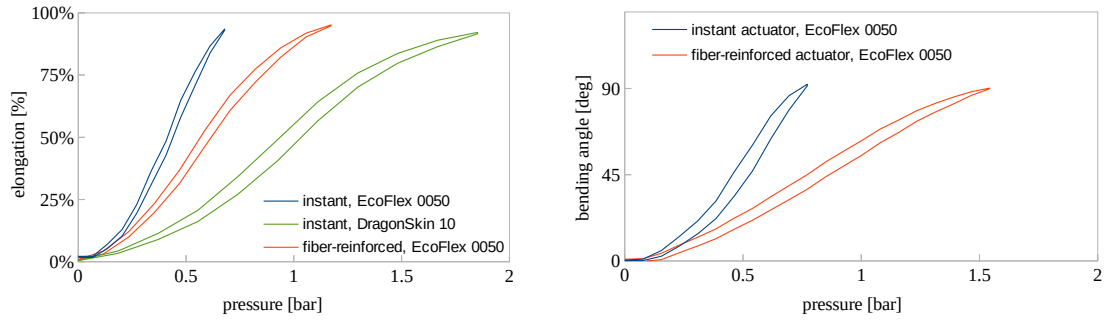 100%
75%
50%
25%
0%
elongation [%]
instant, EcoFlex 0050
instant, DragonSkin 10
fiber-reinforced, EcoFlex 0050
0 0.5 1 1.5 2
pressure [bar]
instant actuator, EcoFlex 0050
fiber-reinforced actuator, EcoFlex 0050
90
45
0
bending angle [deg]
0 0.5 1 1.5 2
pressure [bar]